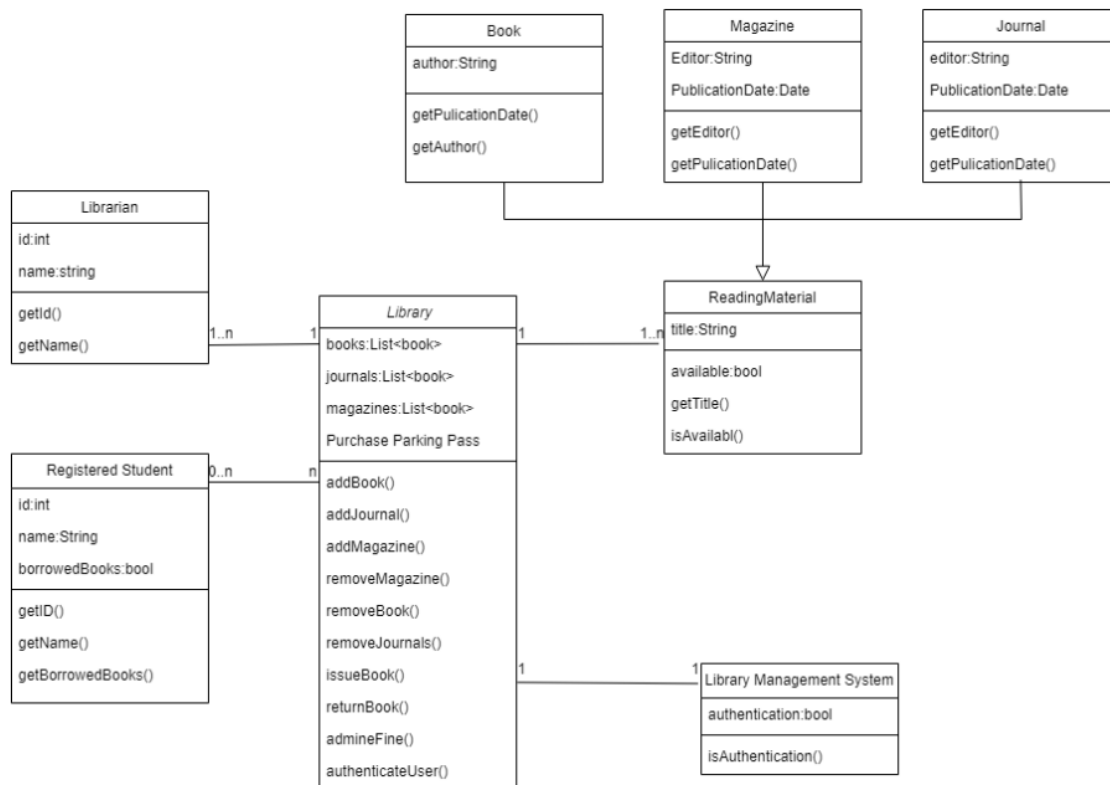 Book
author:String
getPulicationDate()
getAuthor()
Magazine
Editor:String
PublicationDate:Date
getEditor()
getPulicationDate()
Journal
editor:String
PublicationDate:Date
getEditor()
getPulicationDate()
Librarian
id:int
name:string
getId()
getName()
1..n
1
Library
books:List<book>
journals:List<book>
magazines:List<book>
Purchase Parking Pass
addBook()
addJournal()
addMagazine()
removeMagazine()
removeBook()
removeJournals()
issueBook()
returnBook()
admineFine()
authenticateUser()
1
1..n
ReadingMaterial
title:String
available:bool
getTitle()
isAvailabl()
Registered Student
id:int
name:String
borrowedBooks:bool
getID()
getName()
getBorrowedBooks()
0..n
n
1
1
Library Management System
authentication:bool
isAuthentication()